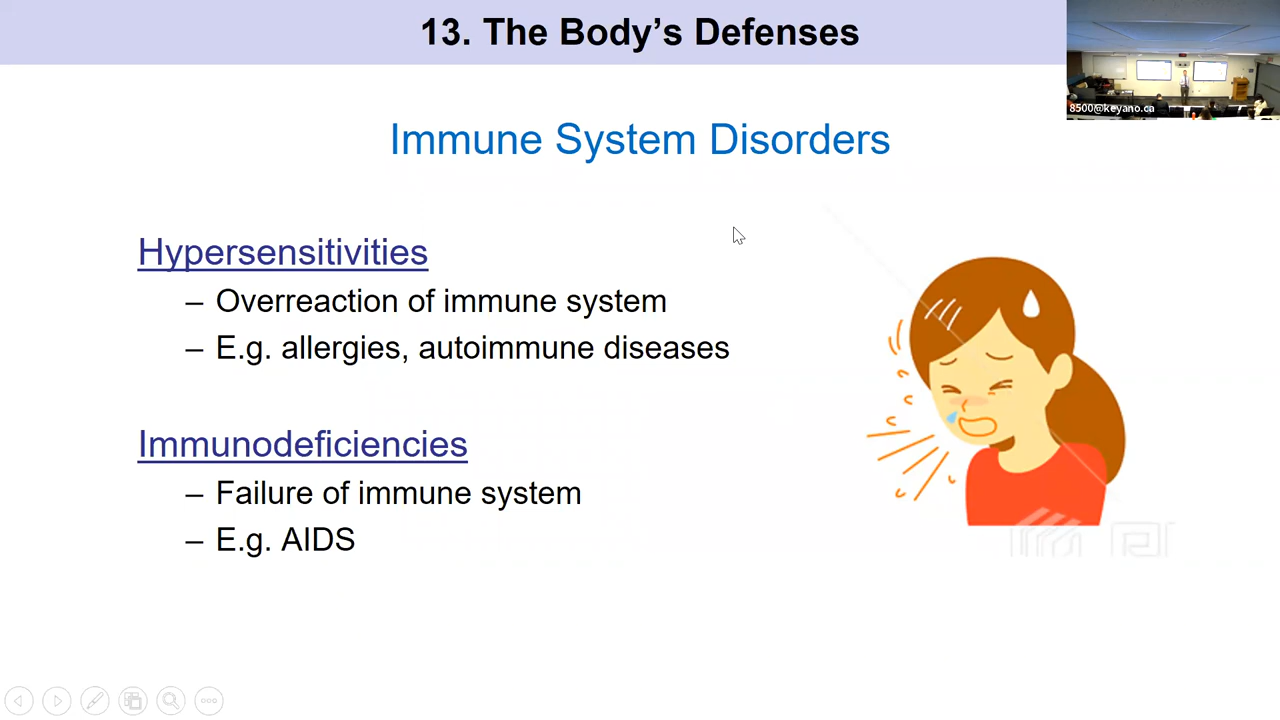 13. The Body’s Defenses
8500@keyano.ca
Immune System Disorders
Hypersensitivities
– Overreaction of immune system
– E.g. allergies, autoimmune diseases
Immunodeficiencies
– Failure of immune system
– E.g. AIDS